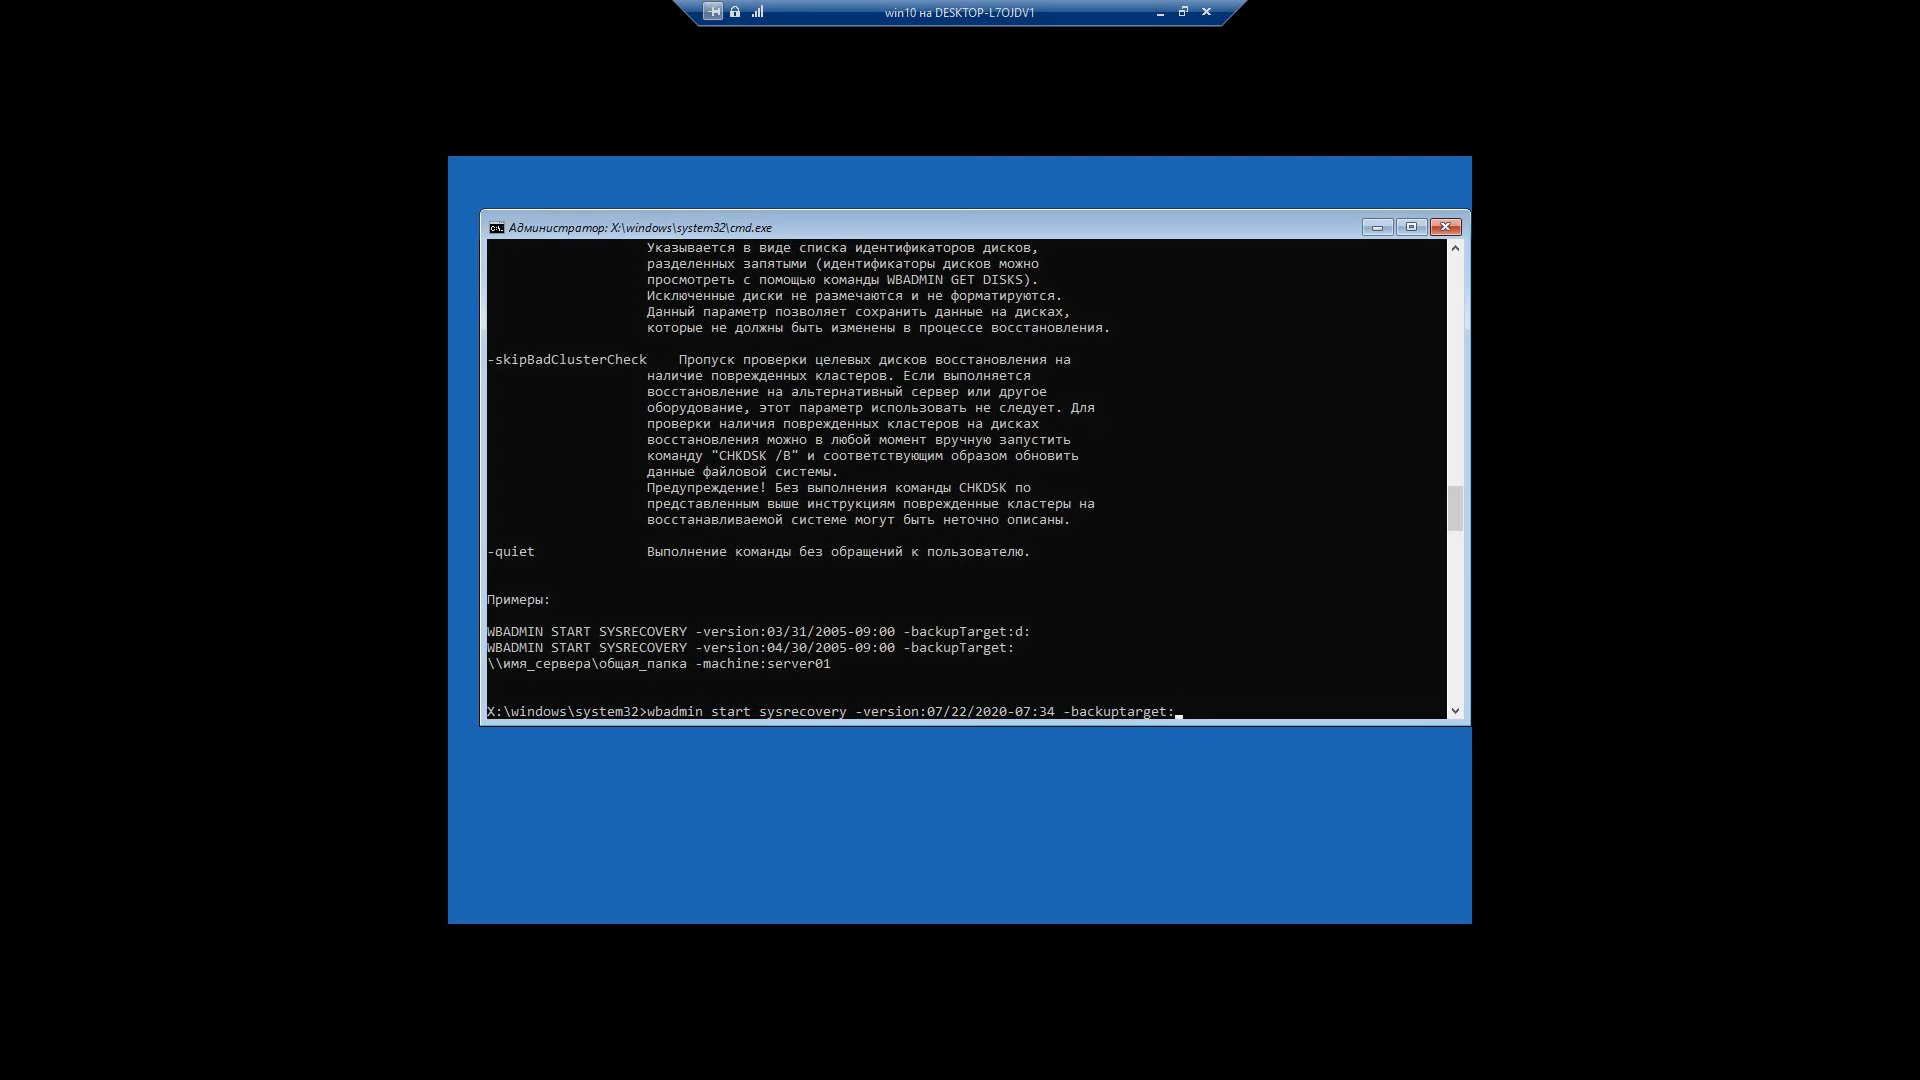 win10 на DESKTOP-L7OJDV1
Администратор: X:\windows\system32\cmd.exe
Указывается в виде списка идентификаторов дисков,
разделенных запятыми (идентификаторы дисков можно
просмотреть с помощью команды WBADMIN GET DISKS).
Исключенные диски не размечаются и не форматируются.
Данный параметр позволяет сохранить данные на дисках,
которые не должны быть изменены в процессе восстановления.
-skipBadClusterCheck    Пропуск проверки целевых дисков восстановления на
наличие поврежденных кластеров. Если выполняется
восстановление на альтернативный сервер или другое
оборудование, этот параметр использовать не следует. Для
проверки наличия поврежденных кластеров на дисках
восстановления можно в любой момент вручную запустить
команду "CHKDSK /B" и соответствующим образом обновить
данные файловой системы.
Предупреждение! Без выполнения команды CHKDSK по
представленным выше инструкциям поврежденные кластеры на
восстанавливаемой системе могут быть неточно описаны.
-quiet              Выполнение команды без обращений к пользователю.
Примеры:
WBADMIN START SYSRECOVERY -version:03/31/2005-09:00 -backupTarget:d:
WBADMIN START SYSRECOVERY -version:04/30/2005-09:00 -backupTarget:
\\имя_сервера\общая_папка -machine:server01
X:\windows\system32>wbadmin start sysrecovery -version:07/22/2020-07:34 -backuptarget: